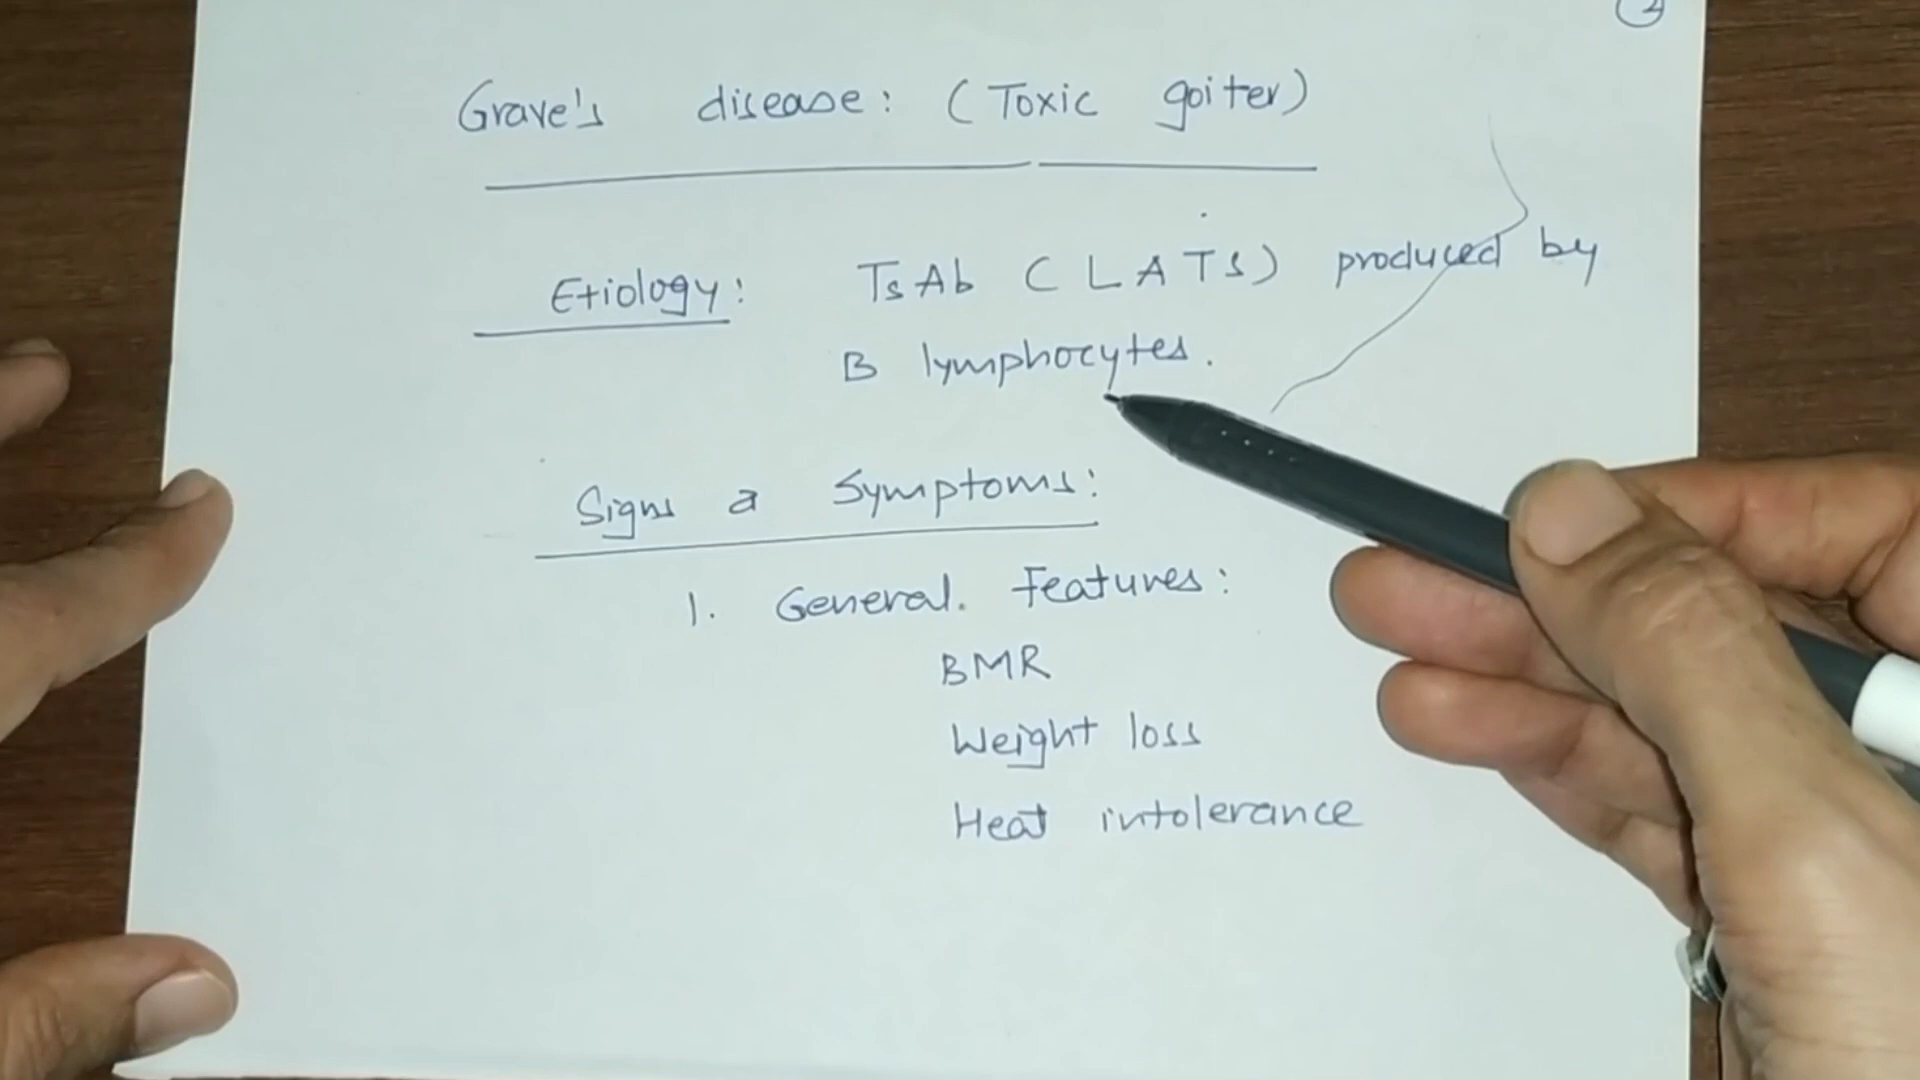 2
Grave's disease: (Toxic goiter)
Etiology: TsAb (LATS) produced by
B lymphocytes.
Signs a Symptoms:
1. General. Features:
BMR
Weight loss
Heat intolerance